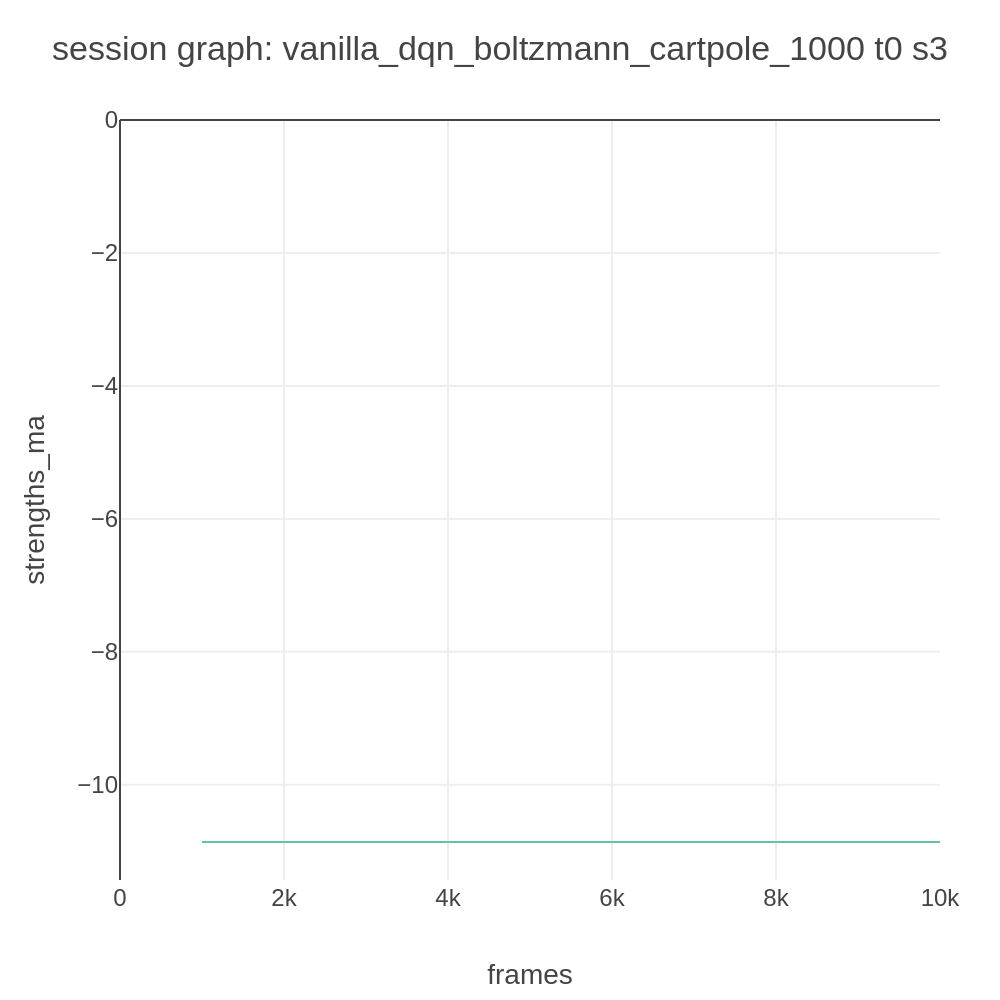 session graph: vanilla_dqn_boltzmann_cartpole_1000 t0 s3
0
−2
−4
−6
−8
−10
strengths_ma
0 2k 4k 6k 8k 10k
frames